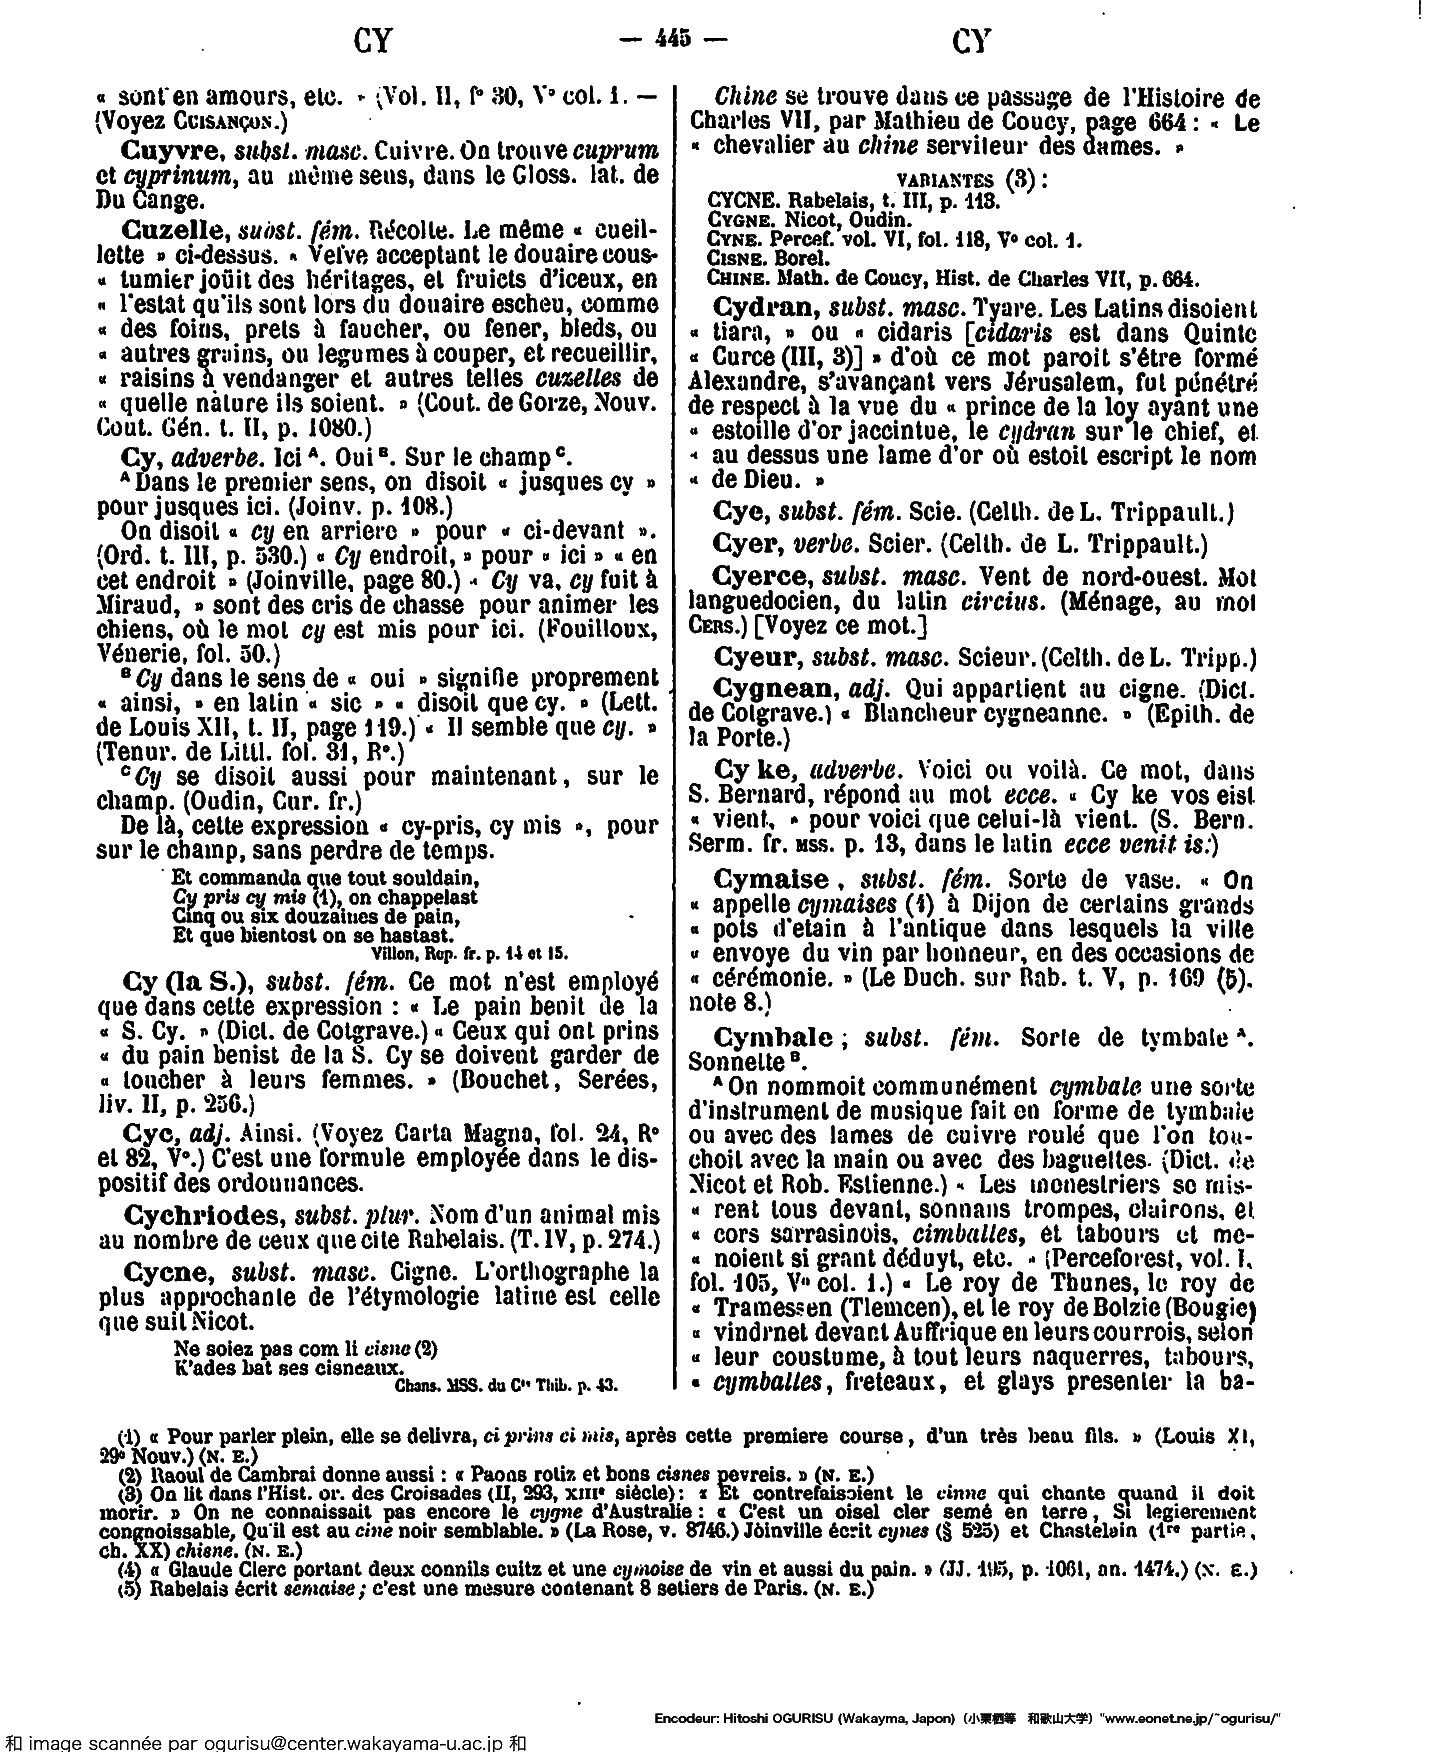 CY — 445 — CY
« sont en amours, etc. » (Vol. II, f° 30, V° col. 1. —
(Voyez CUISANÇON.)
Cuyvre, subst. masc. Cuivre. On trouve cuprum
et cyprinum, au même sens, dans le Gloss. lat. de
Du Cange.
Cuzelle, subst. fém. Récolte. Le même « cueil-
lette » ci-dessus. « Vefve acceptant le douaire cous-
« tumier joüit des héritages, et fruicts d'iceux, en
« l'estat qu'ils sont lors du douaire escheu, comme
« des foins, prets à faucher, ou fener, bleds, ou
« autres grains, ou legumes à couper, et recueillir,
« raisins à vendanger et autres telles cuzelles de
« quelle nature ils soient. » (Cout. de Gorze, Nouv.
Cout. Gén. t. II, p. 1080.)
Cy, adverbe. Ici A. Oui B. Sur le champ C.
A Dans le premier sens, on disoit « jusques cy »
pour jusques ici. (Joinv. p. 108.)
On disoit « cy en arriere » pour « ci-devant ».
(Ord. t. III, p. 530.) « Cy endroit, » pour « ici » « en
cet endroit » (Joinville, page 80.) « Cy va, cy fuit à
Miraud, » sont des cris de chasse pour animer les
chiens, où le mot cy est mis pour ici. (Fouilloux,
Vénerie, fol. 50.)
B Cy dans le sens de « oui » signifie proprement
« ainsi, » en latin « sic » « disoit que cy. » (Lett.
de Louis XII, t. II, page 119.) « Il semble que cy. »
(Tenur. de Littl. fol. 31, R°.)
C Cy se disoit aussi pour maintenant, sur le
champ. (Oudin, Cur. fr.)
De là, cette expression « cy-pris, cy mis », pour
sur le champ, sans perdre de temps.
Et commanda que tout souldain,
Cy pris cy mis (1), on chappelast
Cinq ou six douzaines de pain,
Et que bientost on se hastast.
Villon, Rep. fr. p. 14 et 15.
Cy (la S.), subst. fém. Ce mot n'est employé
que dans cette expression : « Le pain benit de la
« S. Cy. » (Dict. de Cotgrave.) « Ceux qui ont prins
« du pain benist de la S. Cy se doivent garder de
« toucher à leurs femmes. » (Bouchet, Serées,
liv. II, p. 256.)
Cyc, adj. Ainsi. (Voyez Carta Magna, fol. 24, R°
et 82, V°.) C'est une formule employée dans le dis-
positif des ordonnances.
Cychriodes, subst. plur. Nom d'un animal mis
au nombre de ceux que cite Rabelais. (T. IV, p. 274.)
Cycne, subst. masc. Cigne. L'orthographe la
plus approchante de l'étymologie latine est celle
que suit Nicot.
Ne soiez pas com li cisne (2)
K'ades bat ses cisneaux.
Chans. MSS. du Cte Thib. p. 43.
Chine se trouve dans ce passage de l'Histoire de
Charles VII, par Mathieu de Coucy, page 664 : « Le
« chevalier au chine serviteur des dames. »
VARIANTES (3) :
CYCNE. Rabelais, t. III, p. 113.
CYGNE. Nicot, Oudin.
CYNE. Percef. vol. VI, fol. 118, V° col. 1.
CISNE. Borel.
CHINE. Math. de Coucy, Hist. de Charles VII, p. 664.
Cydran, subst. masc. Tyare. Les Latins disoient
« tiara, » ou « cidaris [cidaris est dans Quinte
« Curce (III, 3)] » d'où ce mot paroit s'étre formé
Alexandre, s'avançant vers Jérusalem, fut pénétré
de respect à la vue du « prince de la loy ayant une
« estoille d'or jaccintue, le cydran sur le chief, et
« au dessus une lame d'or où estoit escript le nom
« de Dieu. »
Cye, subst. fém. Scie. (Celth. de L. Trippault.)
Cyer, verbe. Scier. (Celth. de L. Trippault.)
Cyerce, subst. masc. Vent de nord-ouest. Mot
languedocien, du latin circius. (Ménage, au mot
CERS.) [Voyez ce mot.]
Cyeur, subst. masc. Scieur. (Celth. de L. Tripp.)
Cygnean, adj. Qui appartient au cigne. (Dict.
de Cotgrave.) « Blancheur cygneanne. » (Epith. de
la Porte.)
Cy ke, adverbe. Voici ou voilà. Ce mot, dans
S. Bernard, répond au mot ecce. « Cy ke vos eist
« vient, » pour voici que celui-là vient. (S. Bern.
Serm. fr. MSS. p. 13, dans le latin ecce venit is.)
Cymaise, subst. fém. Sorte de vase. « On
« appelle cymaises (4) à Dijon de certains grands
« pots d'etain à l'antique dans lesquels la ville
« envoye du vin par honneur, en des occasions de
« cérémonie. » (Le Duch. sur Rab. t. V, p. 169 (5),
note 8.)
Cymbale ; subst. fém. Sorte de tymbale A.
Sonnette B.
A On nommoit communément cymbale une sorte
d'instrument de musique fait en forme de tymbale
ou avec des lames de cuivre roulé que l'on tou-
choit avec la main ou avec des baguettes. (Dict. de
Nicot et Rob. Estienne.) « Les menestriers se mis-
« rent tous devant, sonnans trompes, clairons, et
« cors sarrasinois, cimballes, et tabours et me-
« noient si grant déduyt, etc. » (Perceforest, vol. I,
fol. 105, V° col. 1.) « Le roy de Thunes, le roy de
« Tramessen (Tlemcen), et le roy de Bolzie (Bougie)
« vindrnet devant Auffrique en leurs courrois, selon
« leur coustume, à tout leurs naquerres, tabours,
« cymballes, freteaux, et glays presenter la ba-
(1) « Pour parler plein, elle se delivra, ci prins ci mis, après cette premiere course, d'un très beau fils. » (Louis XI,
29e Nouv.) (N. E.)
(2) Raoul de Cambrai donne aussi : « Paons rotiz et bons cisnes pevreis. » (N. E.)
(3) On lit dans l'Hist. or. des Croisades (II, 293, XIIIe siècle) : « Et contrefaisoient le cinne qui chante quand il doit
morir. » On ne connaissait pas encore le cygne d'Australie : « C'est un oisel cler semé en terre, Si legierement
congnoissable, Qu'il est au cine noir semblable. » (La Rose, v. 8746.) Joinville écrit cynes (§ 525) et Chastelain (1re partie,
ch. XX) chisne. (N. E.)
(4) « Glaude Clerc portant deux connils cuitz et une cymoise de vin et aussi du pain. » (JJ. 195, p. 1061, an. 1474.) (N. E.)
(5) Rabelais écrit semaise ; c'est une mesure contenant 8 setiers de Paris. (N. E.)
Encodeur: Hitoshi OGURISU (Wakayma, Japon) (小栗栖等 和歌山大学) "www.eonet.ne.jp/~ogurisu/"
和 image scannée par ogurisu@center.wakayama-u.ac.jp 和